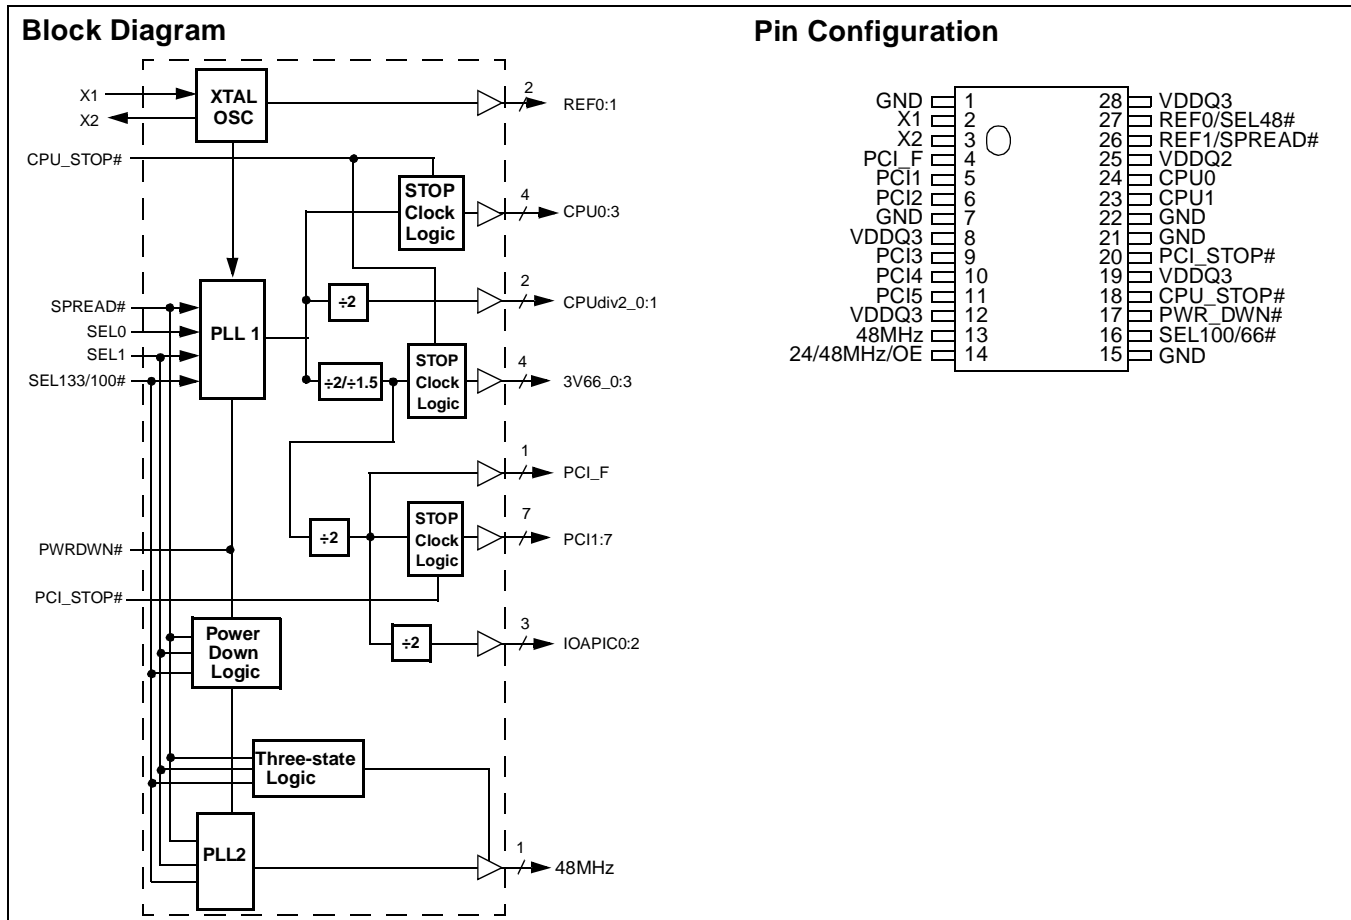 Block Diagram
X1
X2
XTAL
OSC
2
REF0:1
CPU_STOP#
STOP
Clock
Logic
4
CPU0:3
SPREAD#
SEL0
SEL1
SEL133/100#
PLL 1
÷2
2
CPUdiv2_0:1
÷2/÷1.5
STOP
Clock
Logic
4
3V66_0:3
1
PCI_F
÷2
STOP
Clock
Logic
7
PCI1:7
PWRDWN#
PCI_STOP#
Power
Down
Logic
÷2
3
IOAPIC0:2
Three-state
Logic
PLL2
1
48MHz
Pin Configuration
GND 1 28 VDDQ3
X1 2 27 REF0/SEL48#
X2 3 26 REF1/SPREAD#
PCI_F 4 25 VDDQ2
PCI1 5 24 CPU0
PCI2 6 23 CPU1
GND 7 22 GND
VDDQ3 8 21 GND
PCI3 9 20 PCI_STOP#
PCI4 10 19 VDDQ3
PCI5 11 18 CPU_STOP#
VDDQ3 12 17 PWR_DWN#
48MHz 13 16 SEL100/66#
24/48MHz/OE 14 15 GND